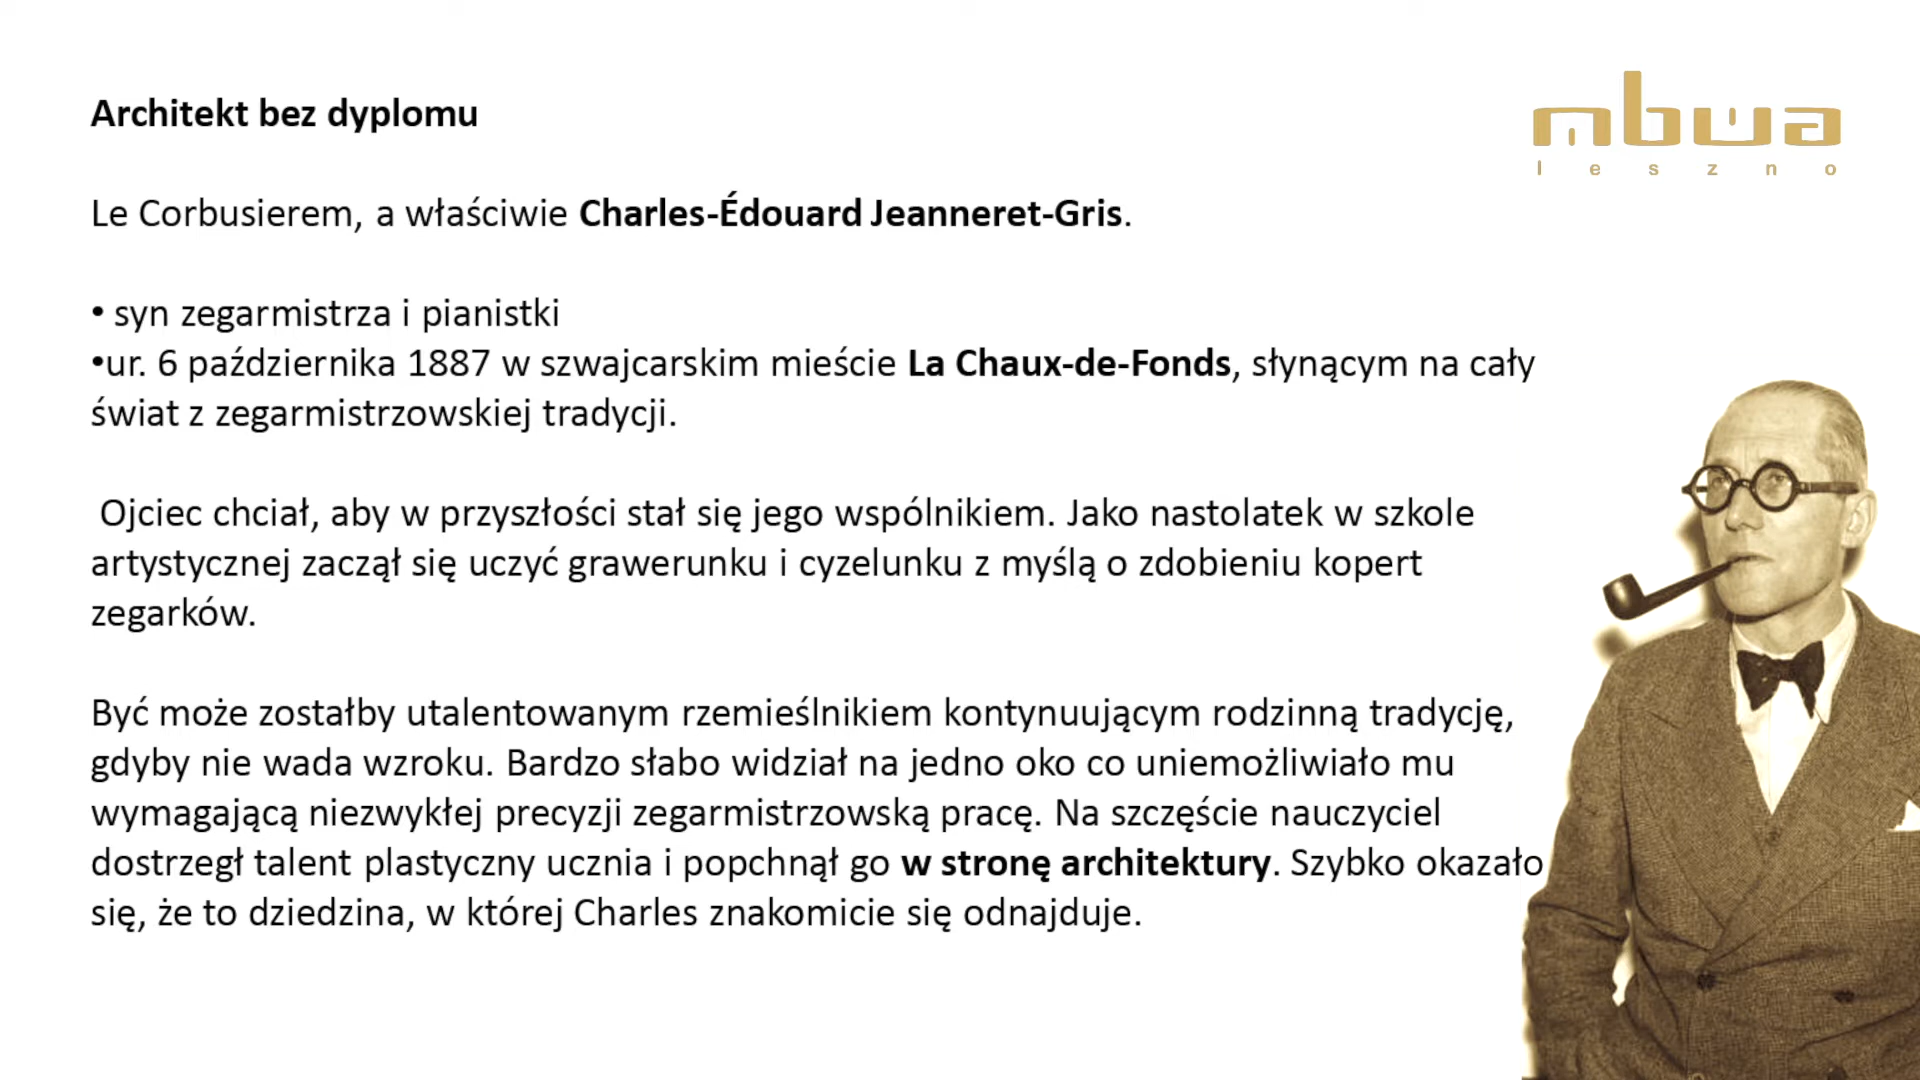 Architekt bez dyplomu
mbwa
leszno
Le Corbusierem, a właściwie Charles-Édouard Jeanneret-Gris.
• syn zegarmistrza i pianistki
•ur. 6 października 1887 w szwajcarskim mieście La Chaux-de-Fonds, słynącym na cały
świat z zegarmistrzowskiej tradycji.
Ojciec chciał, aby w przyszłości stał się jego wspólnikiem. Jako nastolatek w szkole
artystycznej zaczął się uczyć grawerunku i cyzelunku z myślą o zdobieniu kopert
zegarków.
Być może zostałby utalentowanym rzemieślnikiem kontynuującym rodzinną tradycję,
gdyby nie wada wzroku. Bardzo słabo widział na jedno oko co uniemożliwiało mu
wymagającą niezwykłej precyzji zegarmistrzowską pracę. Na szczęście nauczyciel
dostrzegł talent plastyczny ucznia i popchnął go w stronę architektury. Szybko okazało
się, że to dziedzina, w której Charles znakomicie się odnajduje.